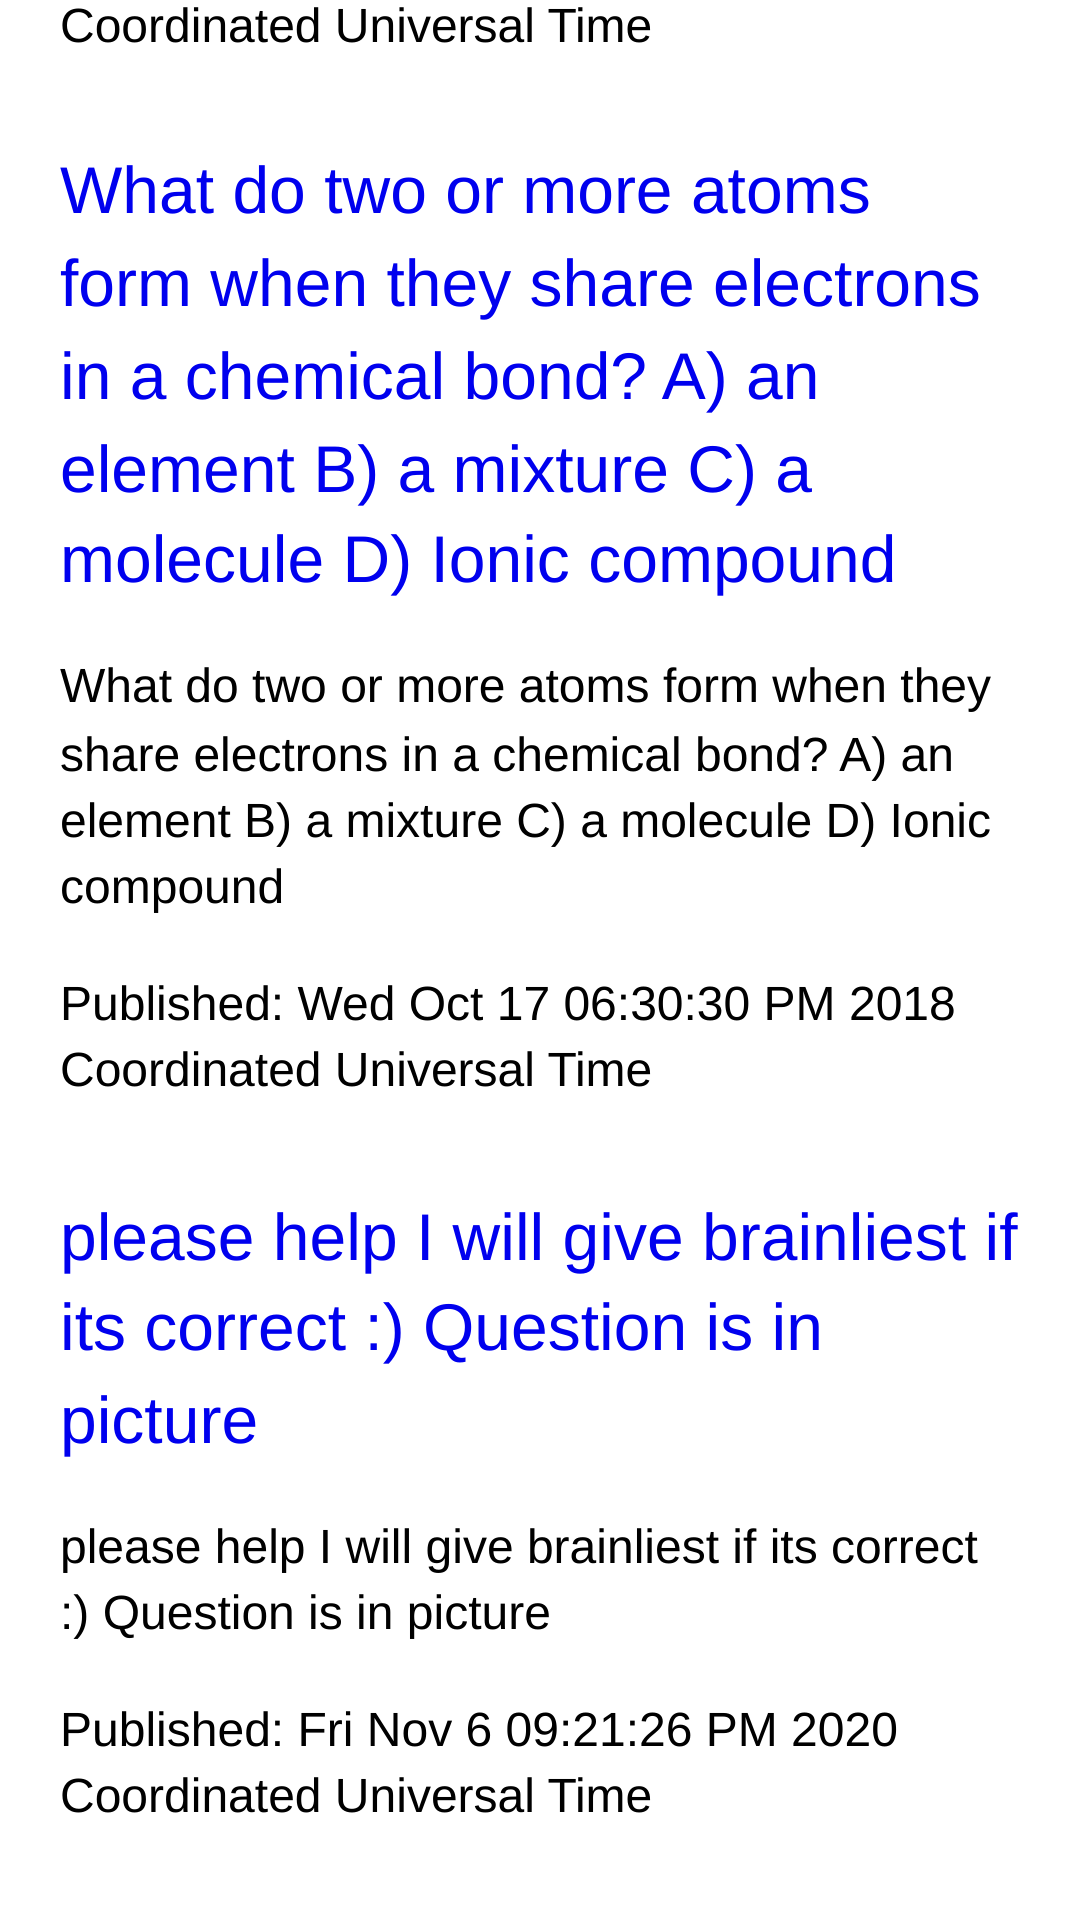 Coordinated Universal Time
What do two or more atoms
form when they share electrons
in a chemical bond? A) an
element B) a mixture C) a
molecule D) Ionic compound
What do two or more atoms form when they
share electrons in a chemical bond? A) an
element B) a mixture C) a molecule D) Ionic
compound
Published: Wed Oct 17 06:30:30 PM 2018
Coordinated Universal Time
please help I will give brainliest if
its correct :) Question is in
picture
please help I will give brainliest if its correct
:) Question is in picture
Published: Fri Nov 6 09:21:26 PM 2020
Coordinated Universal Time